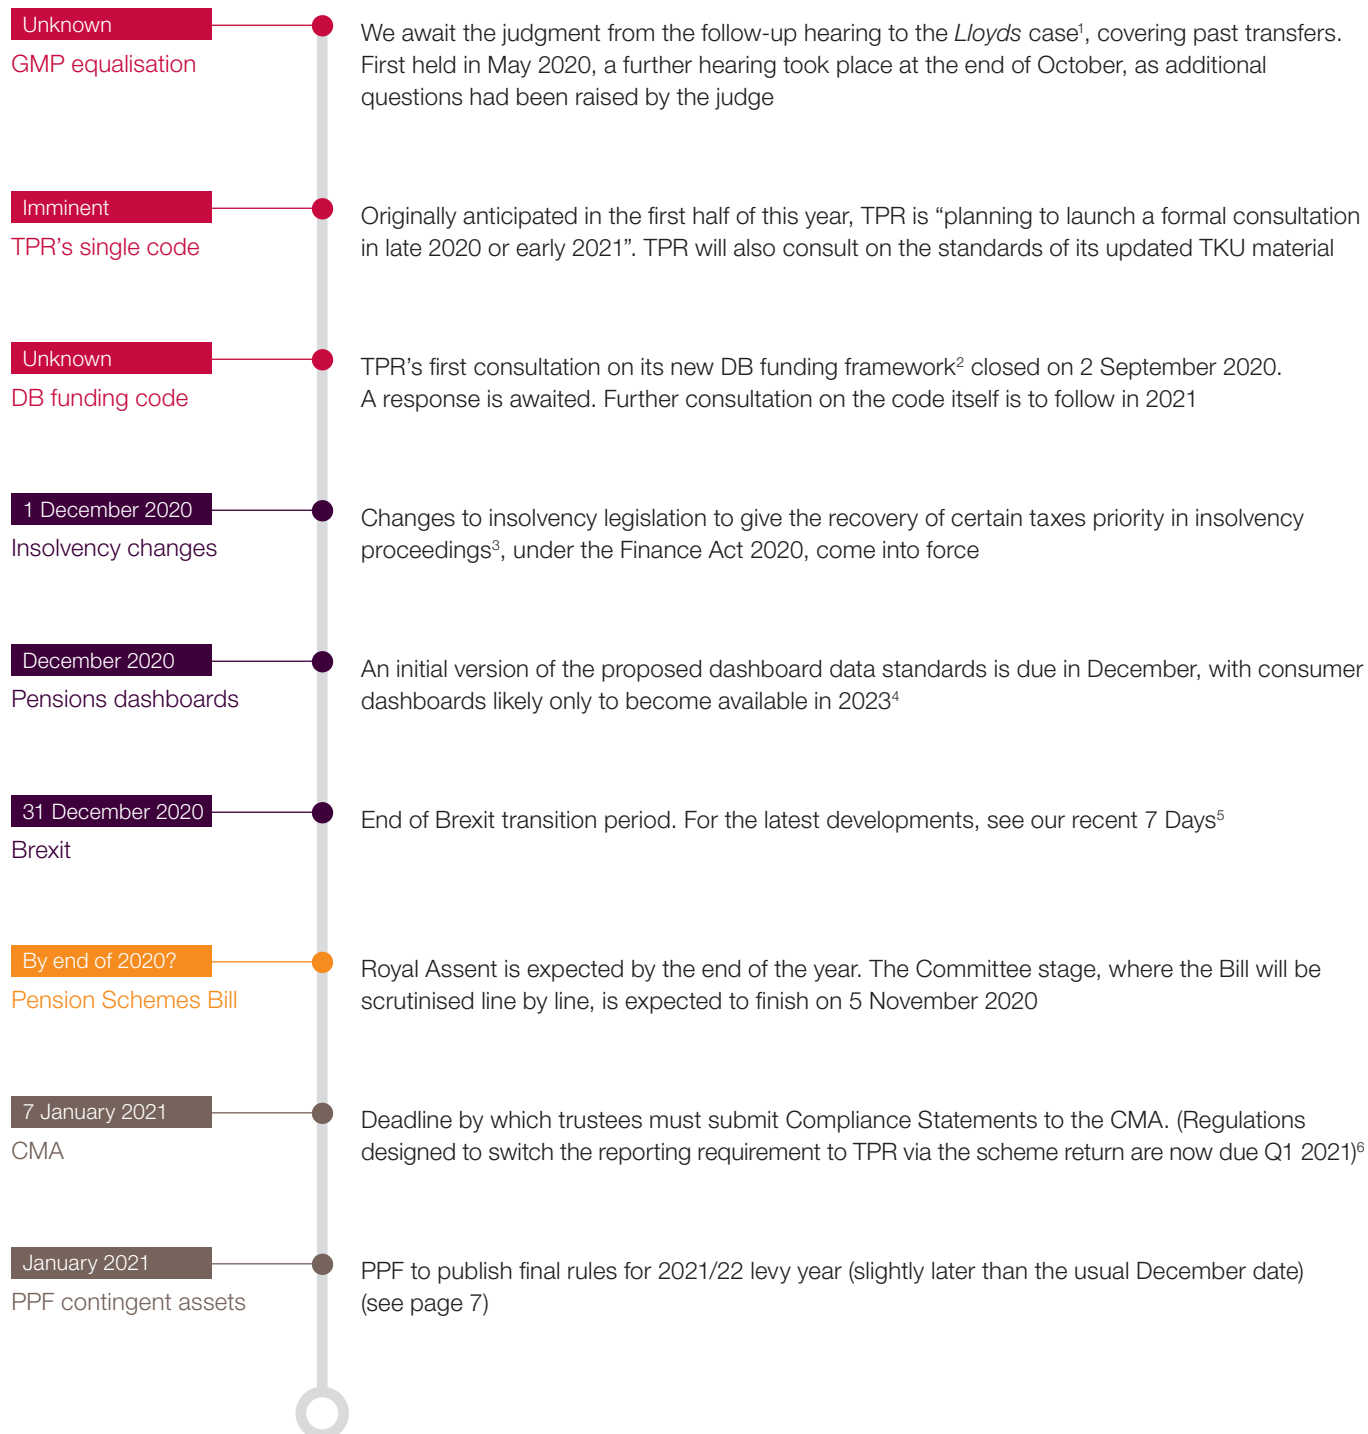 Unknown
GMP equalisation
We await the judgment from the follow-up hearing to the Lloyds case¹, covering past transfers.
First held in May 2020, a further hearing took place at the end of October, as additional
questions had been raised by the judge
Imminent
TPR's single code
Originally anticipated in the first half of this year, TPR is “planning to launch a formal consultation
in late 2020 or early 2021”. TPR will also consult on the standards of its updated TKU material
Unknown
DB funding code
TPR's first consultation on its new DB funding framework² closed on 2 September 2020.
A response is awaited. Further consultation on the code itself is to follow in 2021
1 December 2020
Insolvency changes
Changes to insolvency legislation to give the recovery of certain taxes priority in insolvency
proceedings³, under the Finance Act 2020, come into force
December 2020
Pensions dashboards
An initial version of the proposed dashboard data standards is due in December, with consumer
dashboards likely only to become available in 2023⁴
31 December 2020
Brexit
End of Brexit transition period. For the latest developments, see our recent 7 Days⁵
By end of 2020?
Pension Schemes Bill
Royal Assent is expected by the end of the year. The Committee stage, where the Bill will be
scrutinised line by line, is expected to finish on 5 November 2020
7 January 2021
CMA
Deadline by which trustees must submit Compliance Statements to the CMA. (Regulations
designed to switch the reporting requirement to TPR via the scheme return are now due Q1 2021)⁶
January 2021
PPF contingent assets
PPF to publish final rules for 2021/22 levy year (slightly later than the usual December date)
(see page 7)